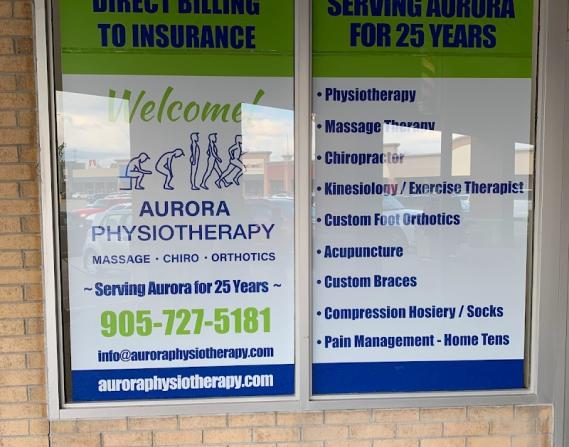 DIRECT BILLING
TO INSURANCE
Welcome!
AURORA
PHYSIOTHERAPY
MASSAGE · CHIRO · ORTHOTICS
~ Serving Aurora for 25 Years ~
905-727-5181
info@auroraphysiotherapy.com
auroraphysiotherapy.com
SERVING AURORA
FOR 25 YEARS
• Physiotherapy
• Massage Therapy
• Chiropractor
• Kinesiology / Exercise Therapist
• Custom Foot Orthotics
• Acupuncture
• Custom Braces
• Compression Hosiery / Socks
• Pain Management - Home Tens